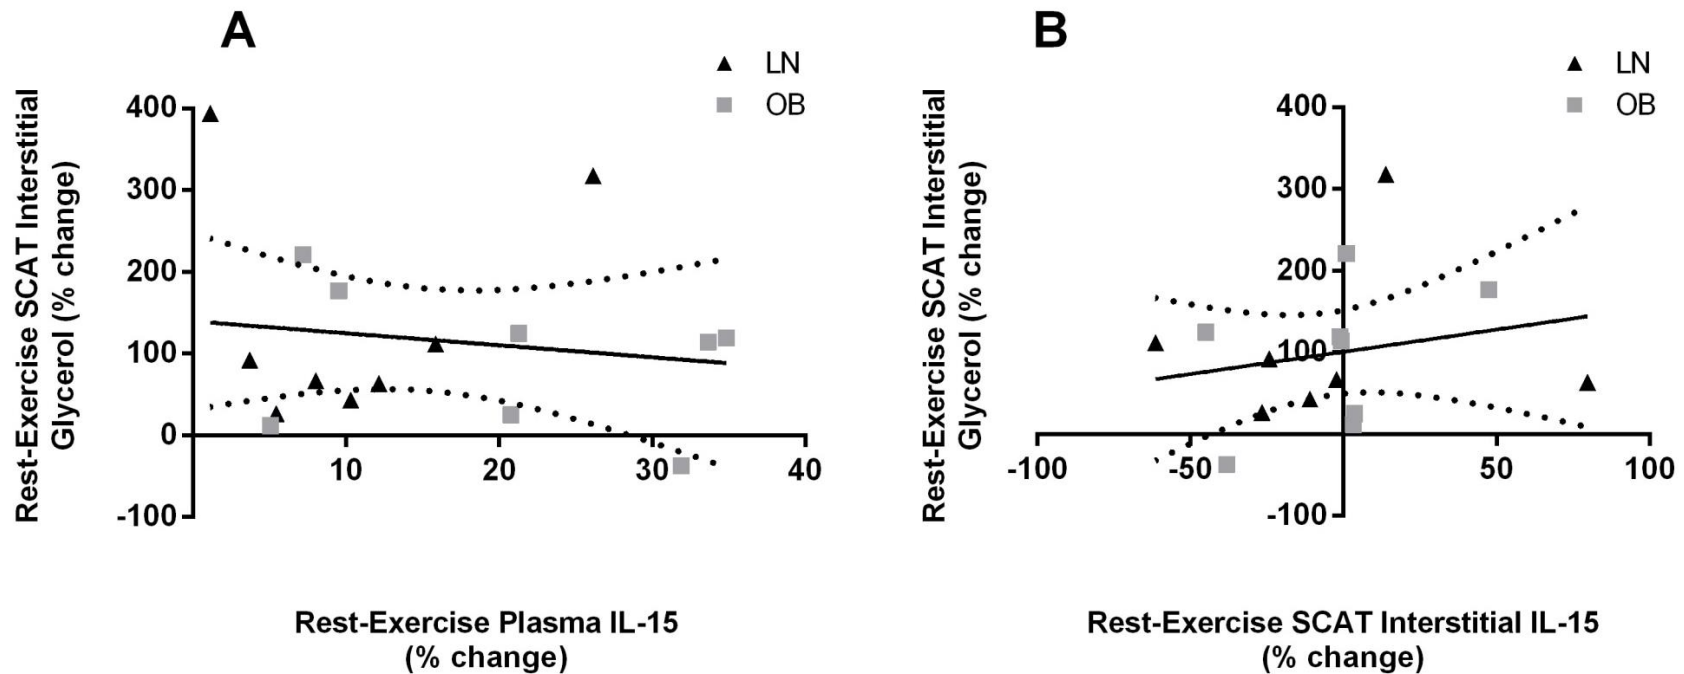 A
LN
OB
Rest-Exercise SCAT Interstitial
Glycerol (% change)
400
300
200
100
0
-100
10
20
30
40
Rest-Exercise Plasma IL-15
(% change)
B
LN
OB
Rest-Exercise SCAT Interstitial
Glycerol (% change)
400
300
200
100
-100
-100
-50
50
100
Rest-Exercise SCAT Interstitial IL-15
(% change)